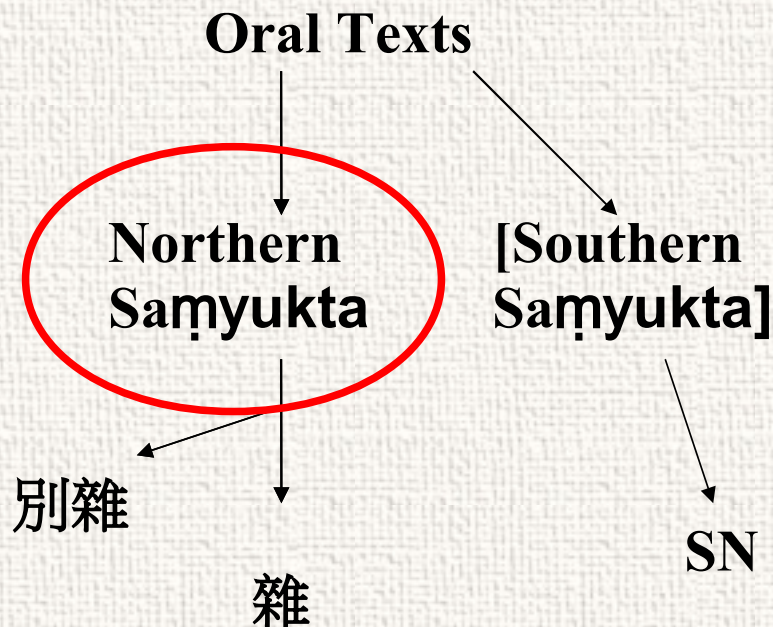 Oral Texts
Northern
Saṃyukta
[Southern
Saṃyukta]
別雜
雜
SN